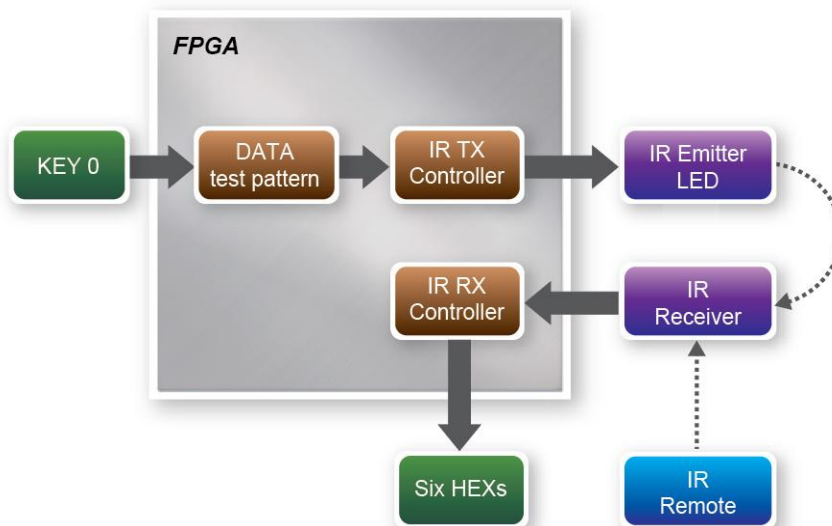 FPGA
KEY 0
DATA
test pattern
IR TX
Controller
IR Emitter
LED
IR RX
Controller
IR
Receiver
Six HEXs
IR
Remote